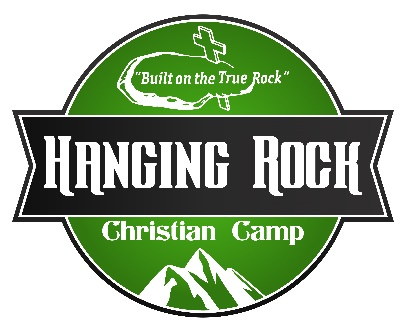 "Built on the True Rock"
Hanging Rock
Christian Camp